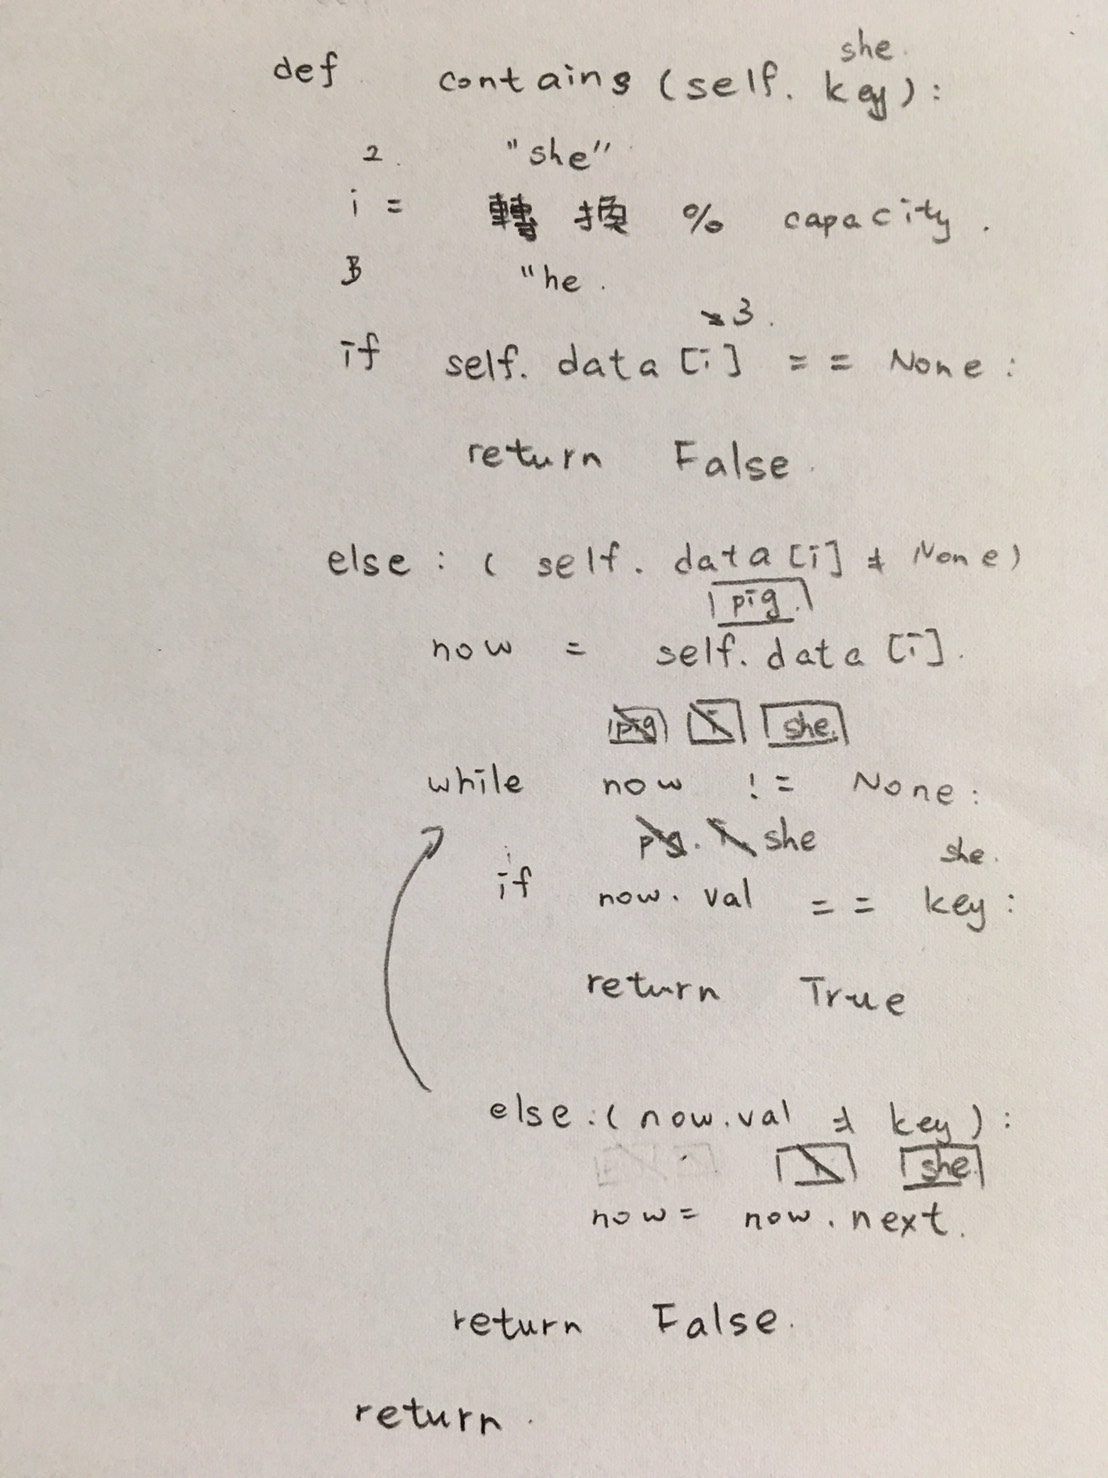 she.
def contains (self. key):
2. "she"
i = 轉換 % capacity.
"he.
3.
if self. data [i] == None:
return False.
else: ( self. data [i] ≠ None)
pig.
now = self. data [i].
pig i she.
while now != None:
pig. i she she.
if now. val == key:
return True
else:( now.val ≠ key):
i she.
now = now.next.
return False.
return.